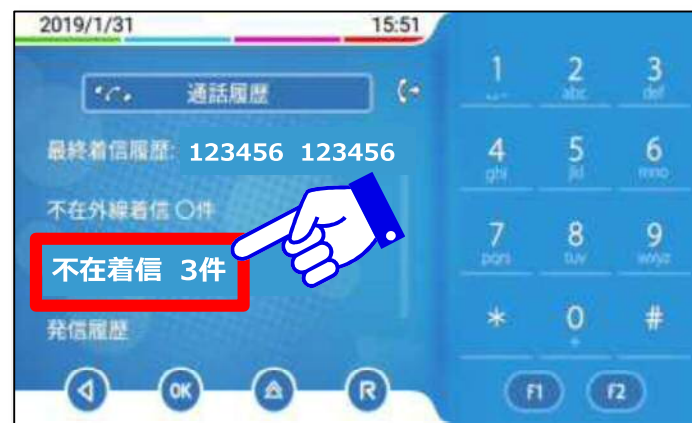 2019/1/31 15:51
通話履歴
最終着信履歴: 123456 123456
不在外線着信 〇件
不在着信 3件
発信履歴
OK R
1 2 3
abc def
4 5 6
ghi jkl mno
7 8 9
pqrs tuv wxyz
* 0 #
+
F1 F2